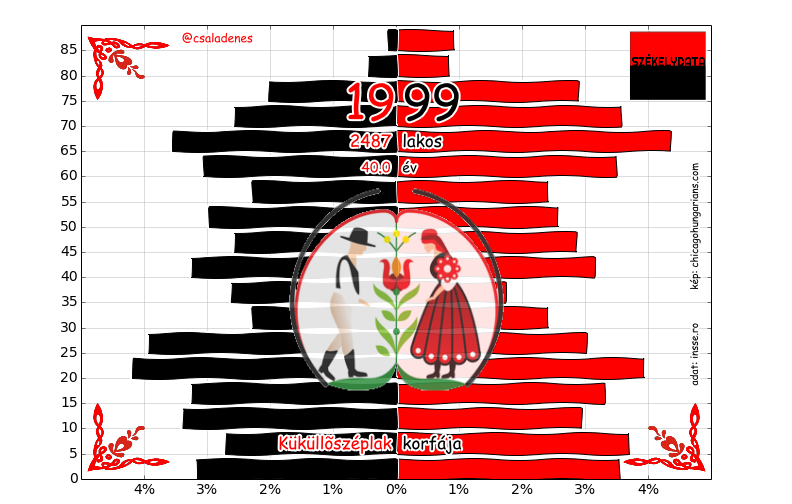 @csaladenes
SZÉKELYDATA
1999
2487 lakos
40.0 év
kép: chicagohungarians.com
adat: insse.ro
Küküllõszéplak korfája
85
80
75
70
65
60
55
50
45
40
35
30
25
20
15
10
5
0
4% 3% 2% 1% 0% 1% 2% 3% 4%